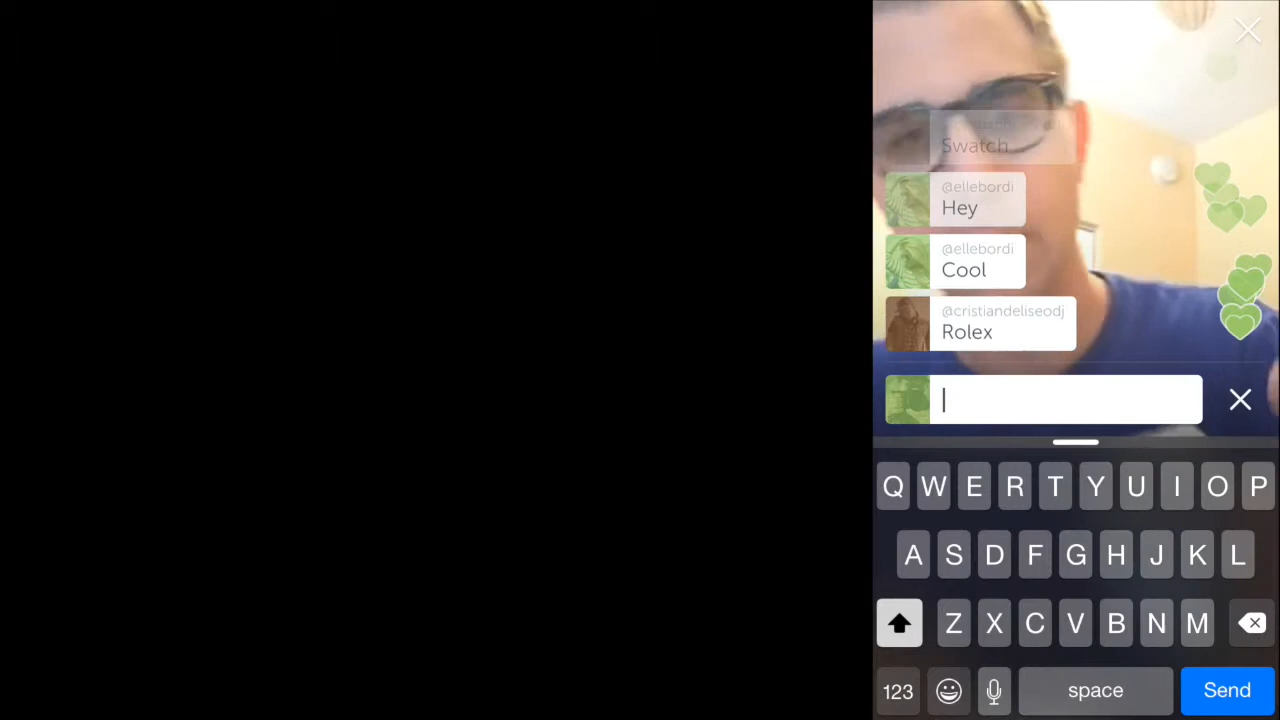 Swatch
@ellebordi
Hey
@ellebordi
Cool
@cristiandeliseodj
Rolex
Q W E R T Y U I O P
A S D F G H J K L
Z X C V B N M
123 space Send